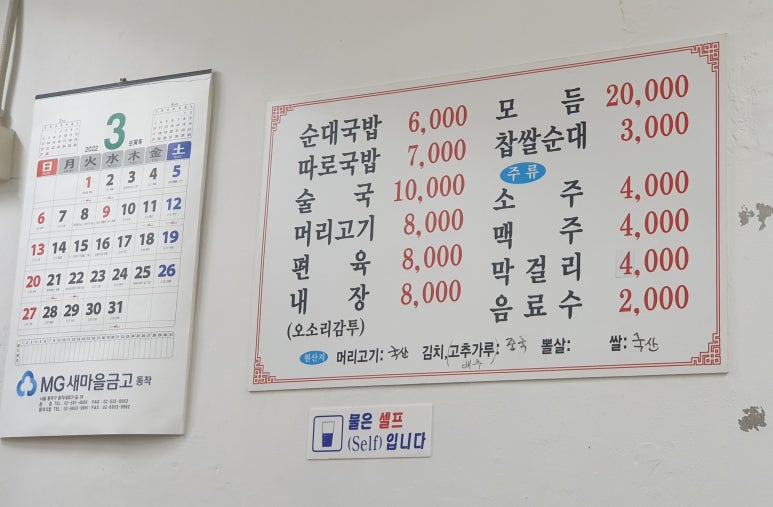 2022 3 壬寅年
日 月 火 水 木 金 土
1 2 3 4 5
6 7 8 9 10 11 12
13 14 15 16 17 18 19
20 21 22 23 24 25 26
27 28 29 30 31
MG새마을금고 동작
순대국밥 6,000
따로국밥 7,000
술국 10,000
머리고기 8,000
편육 8,000
내장 8,000
(오소리감투)
모듬 20,000
찹쌀순대 3,000
주류
소주 4,000
맥주 4,000
막걸리 4,000
음료수 2,000
원산지 머리고기: 국산 김치,(고추가루): 중국 뽈살: 쌀: 국산
배추
물은 셀프
(Self)입니다